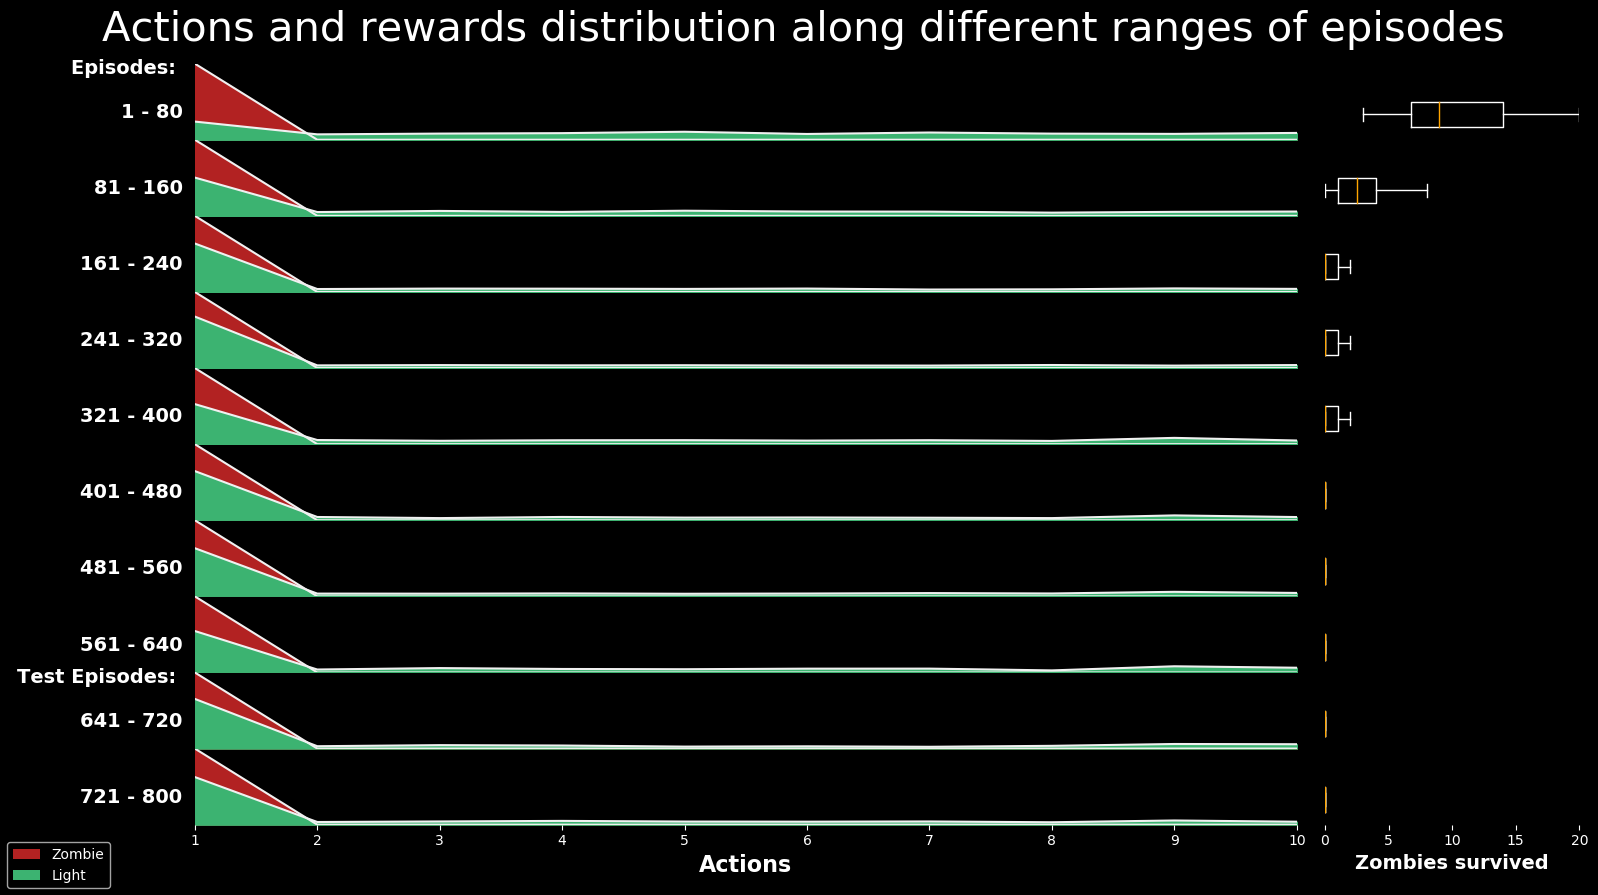 Actions and rewards distribution along different ranges of episodes
Episodes:
1 - 80
81 - 160
161 - 240
241 - 320
321 - 400
401 - 480
481 - 560
561 - 640
Test Episodes:
641 - 720
721 - 800
1 2 3 4 5 6 7 8 9 10
0 5 10 15 20
Actions
Zombies survived
Zombie
Light